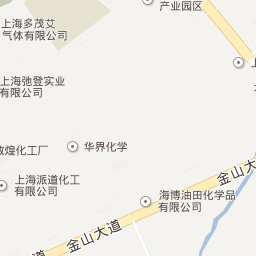 产业园区
上海多茂艾
气体有限公司
上
上海弛登实业
有限公司
华界化学
敦煌化工厂
上海派道化工
有限公司
金山大
海博油田化学品
有限公司
金山大道
道